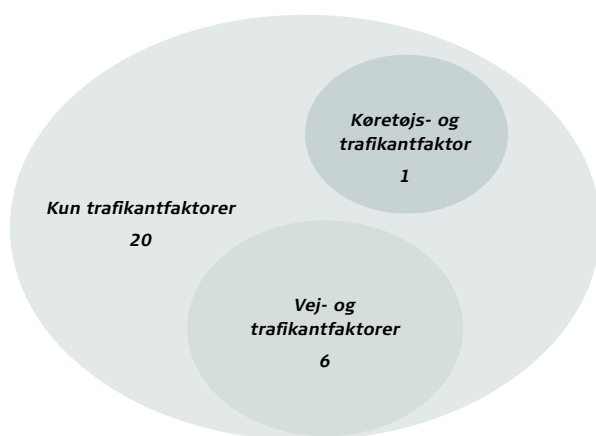 Køretøjs- og
trafikantfaktor
1
Kun trafikantfaktorer
20
Vej- og
trafikantfaktorer
6